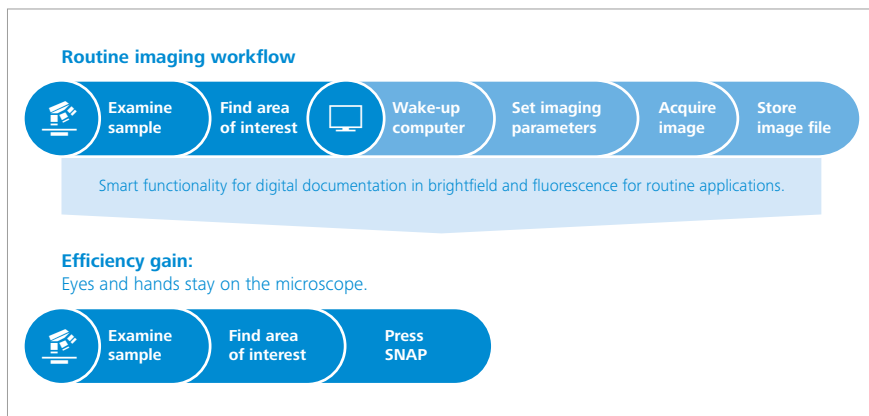 Routine imaging workflow
Examine
sample
Find area
of interest
Wake-up
computer
Set imaging
parameters
Acquire
image
Store
image file
Smart functionality for digital documentation in brightfield and fluorescence for routine applications.
Efficiency gain:
Eyes and hands stay on the microscope.
Examine
sample
Find area
of interest
Press
SNAP